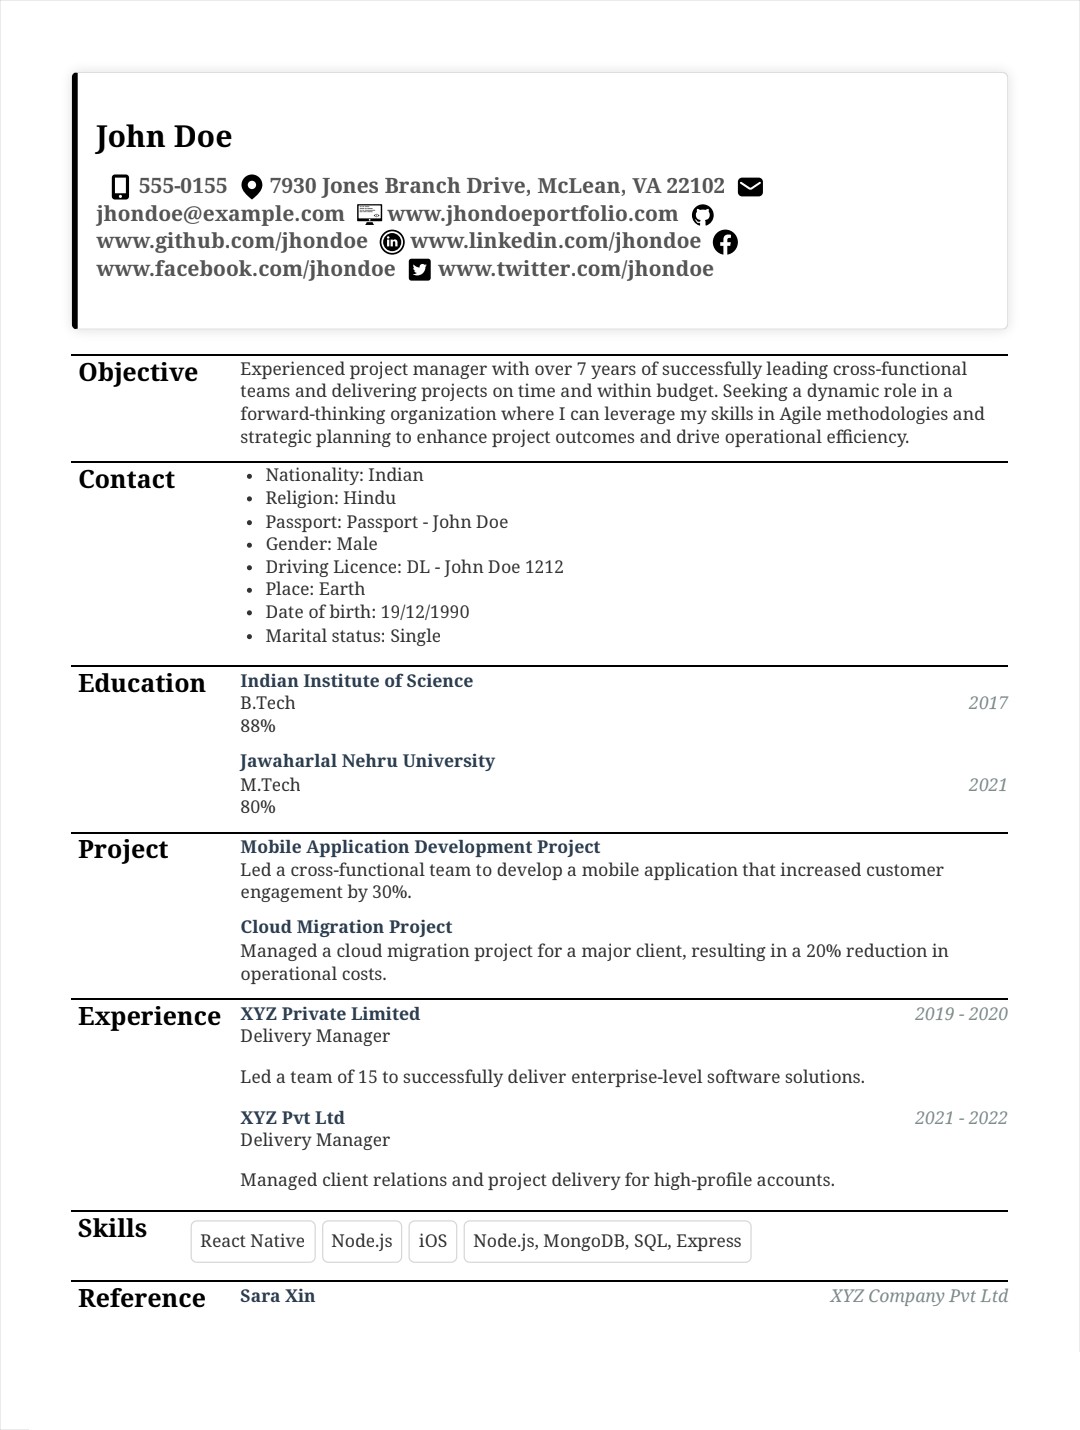 John Doe
555-0155 7930 Jones Branch Drive, McLean, VA 22102
jhondoe@example.com www.jhondoeportfolio.com
www.github.com/jhondoe www.linkedin.com/jhondoe
www.facebook.com/jhondoe www.twitter.com/jhondoe
Objective
Experienced project manager with over 7 years of successfully leading cross-functional
teams and delivering projects on time and within budget. Seeking a dynamic role in a
forward-thinking organization where I can leverage my skills in Agile methodologies and
strategic planning to enhance project outcomes and drive operational efficiency.
Contact
• Nationality: Indian
• Religion: Hindu
• Passport: Passport - John Doe
• Gender: Male
• Driving Licence: DL - John Doe 1212
• Place: Earth
• Date of birth: 19/12/1990
• Marital status: Single
Education
Indian Institute of Science
B.Tech 2017
88%
Jawaharlal Nehru University
M.Tech 2021
80%
Project
Mobile Application Development Project
Led a cross-functional team to develop a mobile application that increased customer
engagement by 30%.
Cloud Migration Project
Managed a cloud migration project for a major client, resulting in a 20% reduction in
operational costs.
Experience
XYZ Private Limited 2019 - 2020
Delivery Manager
Led a team of 15 to successfully deliver enterprise-level software solutions.
XYZ Pvt Ltd 2021 - 2022
Delivery Manager
Managed client relations and project delivery for high-profile accounts.
Skills
React Native Node.js iOS Node.js, MongoDB, SQL, Express
Reference
Sara Xin XYZ Company Pvt Ltd